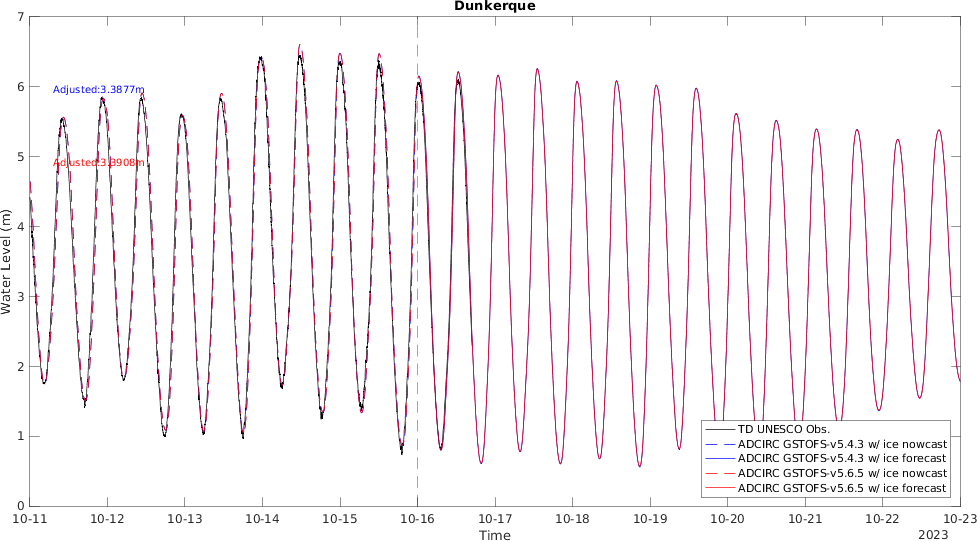 Dunkerque
7
6
5
4
3
2
1
0
Water Level (m)
Adjusted:3.3877m
Adjusted:3.3908m
TD UNESCO Obs.
ADCIRC GSTOFS-v5.4.3 w/ ice nowcast
ADCIRC GSTOFS-v5.4.3 w/ ice forecast
ADCIRC GSTOFS-v5.6.5 w/ ice nowcast
ADCIRC GSTOFS-v5.6.5 w/ ice forecast
10-11 10-12 10-13 10-14 10-15 10-16 10-17 10-18 10-19 10-20 10-21 10-22 10-23
Time
2023